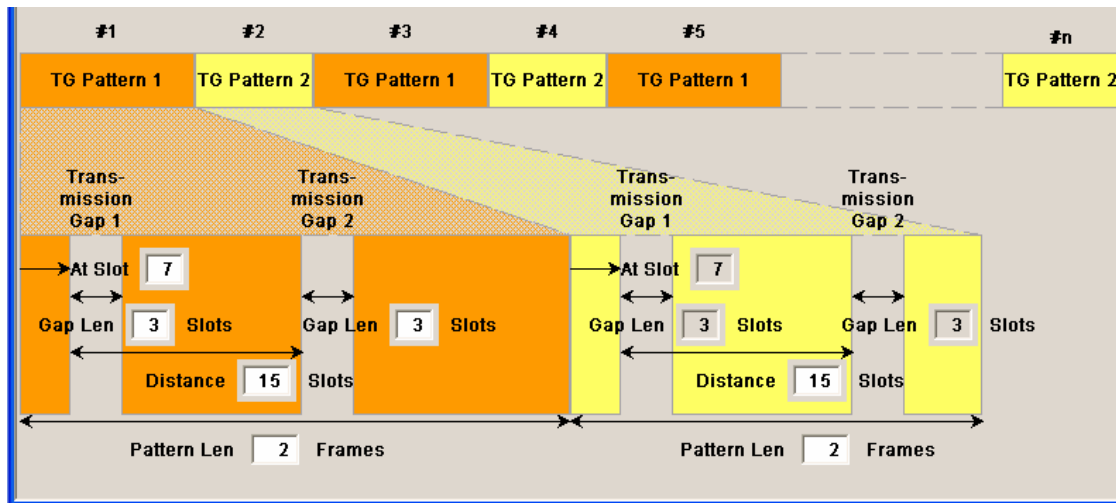 #1 #2 #3 #4 #5 #n
TG Pattern 1 TG Pattern 2 TG Pattern 1 TG Pattern 2 TG Pattern 1 TG Pattern 2
Trans- Trans- Trans- Trans-
mission mission mission mission
Gap 1 Gap 2 Gap 1 Gap 2
At Slot 7 At Slot 7
Gap Len 3 Slots Gap Len 3 Slots Gap Len 3 Slots Gap Len 3 Slots
Distance 15 Slots Distance 15 Slots
Pattern Len 2 Frames Pattern Len 2 Frames